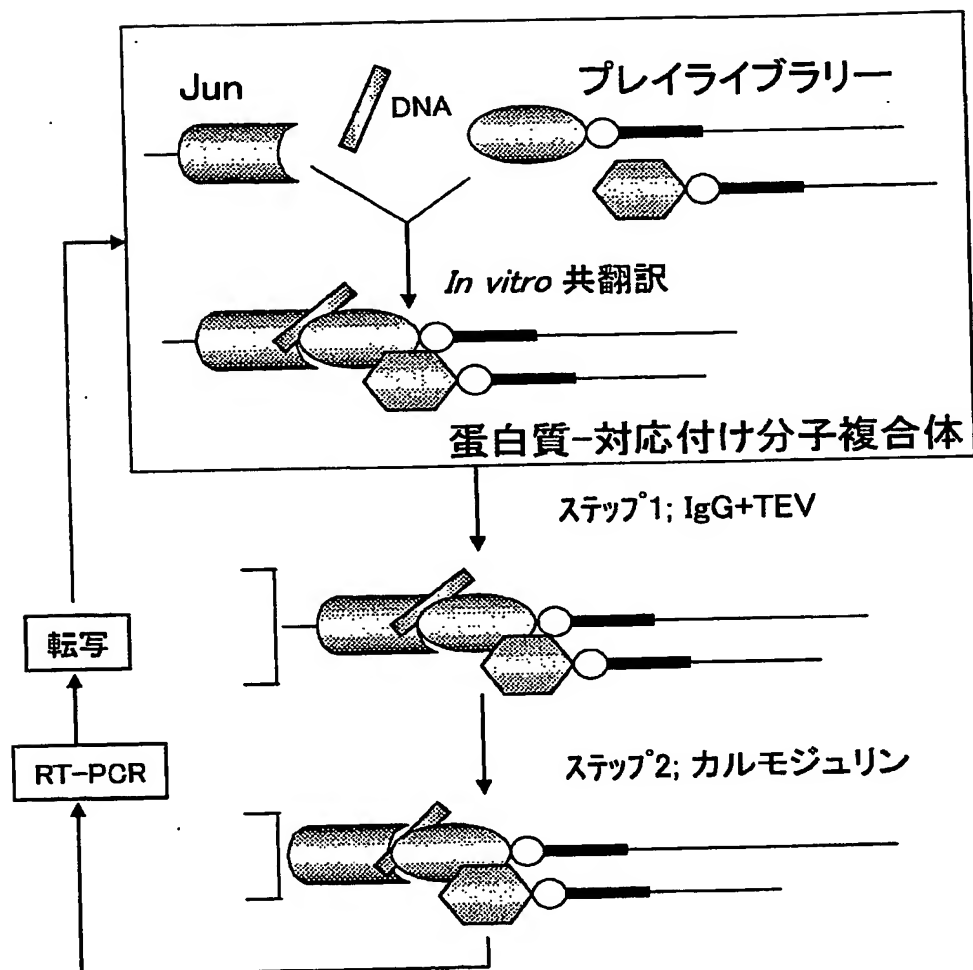 Jun
DNA
プレイライブラリー
In vitro 共翻訳
蛋白質-対応付け分子複合体
ステップ1; IgG+TEV
転写
RT-PCR
ステップ2; カルモジュリン